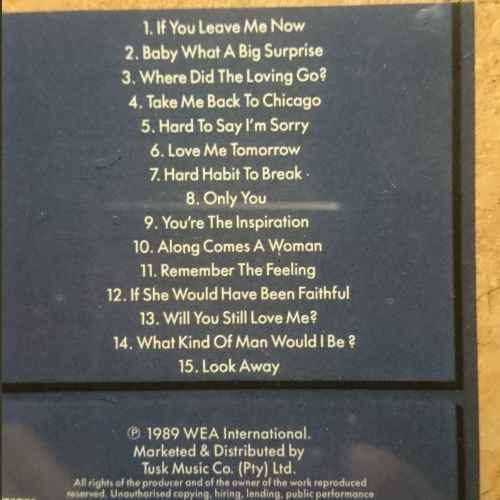 1. If You Leave Me Now
2. Baby What A Big Surprise
3. Where Did The Loving Go?
4. Take Me Back To Chicago
5. Hard To Say I'm Sorry
6. Love Me Tomorrow
7. Hard Habit To Break
8. Only You
9. You're The Inspiration
10. Along Comes A Woman
11. Remember The Feeling
12. If She Would Have Been Faithful
13. Will You Still Love Me?
14. What Kind Of Man Would I Be ?
15. Look Away
℗ 1989 WEA International.
Marketed & Distributed by
Tusk Music Co. (Pty) Ltd.
All rights of the producer and of the owner of the work reproduced
reserved. Unauthorised copying, hiring, lending, public performance